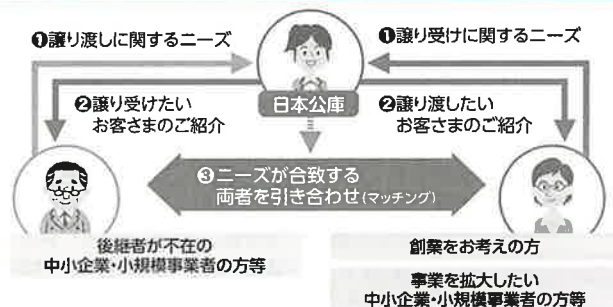 ❶譲り渡しに関するニーズ
❶譲り受けに関するニーズ
日本公庫
❷譲り受けたい
お客さまのご紹介
❷譲り渡したい
お客さまのご紹介
❸ニーズが合致する
両者を引き合わせ(マッチング)
後継者が不在の
中小企業・小規模事業者の方等
創業をお考えの方
事業を拡大したい
中小企業・小規模事業者の方等